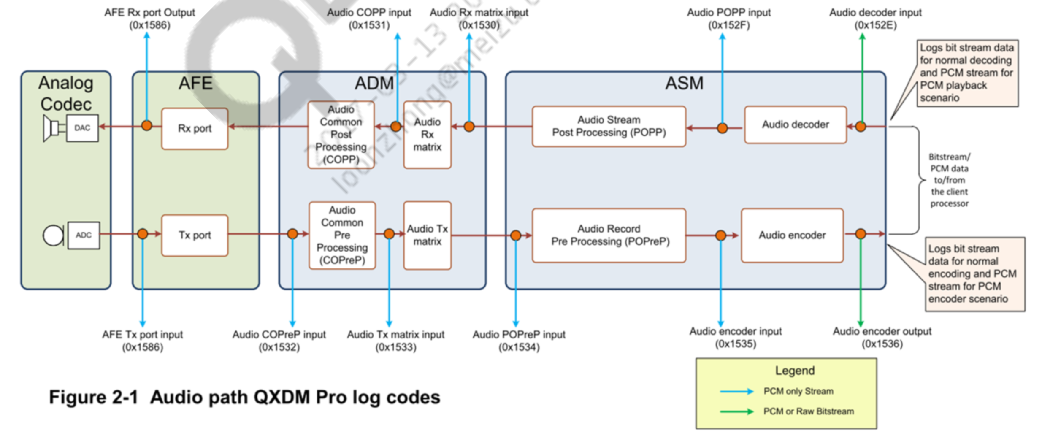 AFE Rx port Output
(0x1586)
Audio COPP input
(0x1531)
Audio Rx matrix input
(0x1530)
Audio POPP input
(0x152F)
Audio decoder input
(0x152E)
Logs bit stream data
for normal decoding
and PCM stream for
PCM playback
scenario
Analog
Codec
AFE
ADM
ASM
DAC
Rx port
Audio
Common
Post
Processing
(COPP)
Audio
Rx
matrix
Audio Stream
Post Processing (POPP)
Audio decoder
Bitstream/
PCM data
to/from
the client
processor
ADC
Tx port
Audio
Common
Pre
Processing
(COPreP)
Audio Tx
matrix
Audio Record
Pre Processing (POPreP)
Audio encoder
Logs bit stream
data for normal
encoding and PCM
stream for PCM
encoder scenario
AFE Tx port input
(0x1586)
Audio COPreP input
(0x1532)
Audio Tx matrix input
(0x1533)
Audio POPreP input
(0x1534)
Audio encoder input
(0x1535)
Audio encoder output
(0x1536)
Legend
PCM only Stream
PCM or Raw Bitstream
Figure 2-1 Audio path QXDM Pro log codes